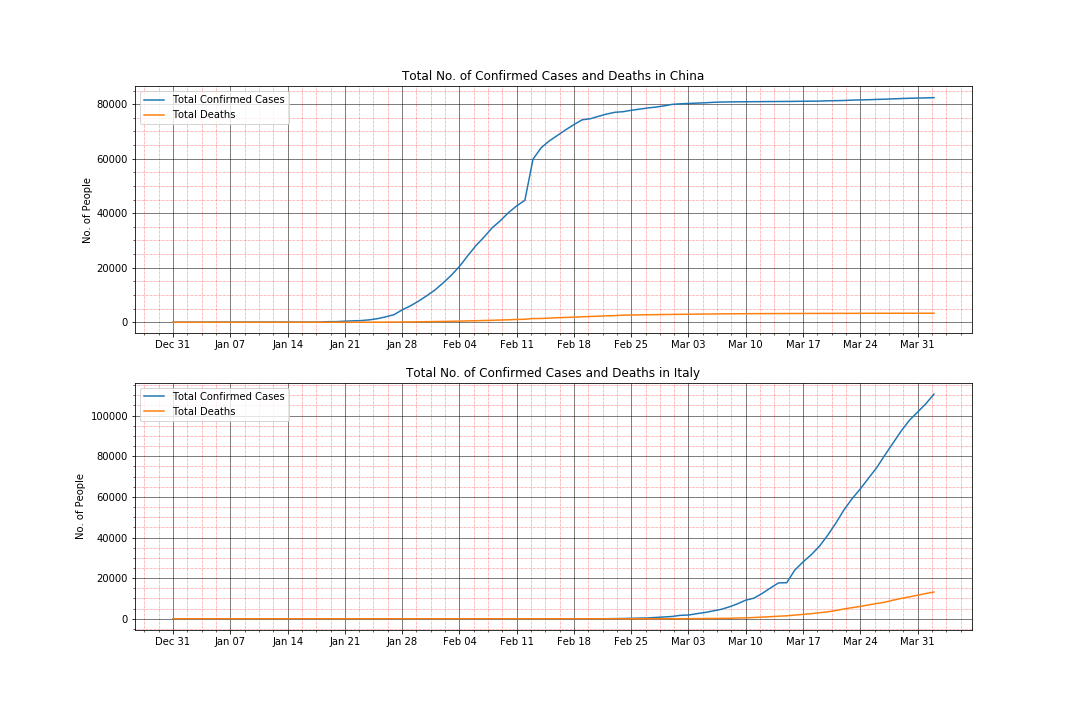 Total No. of Confirmed Cases and Deaths in China
Total Confirmed Cases
Total Deaths
No. of People
80000
60000
40000
20000
0
Dec 31 Jan 07 Jan 14 Jan 21 Jan 28 Feb 04 Feb 11 Feb 18 Feb 25 Mar 03 Mar 10 Mar 17 Mar 24 Mar 31
Total No. of Confirmed Cases and Deaths in Italy
Total Confirmed Cases
Total Deaths
No. of People
100000
80000
60000
40000
20000
0
Dec 31 Jan 07 Jan 14 Jan 21 Jan 28 Feb 04 Feb 11 Feb 18 Feb 25 Mar 03 Mar 10 Mar 17 Mar 24 Mar 31